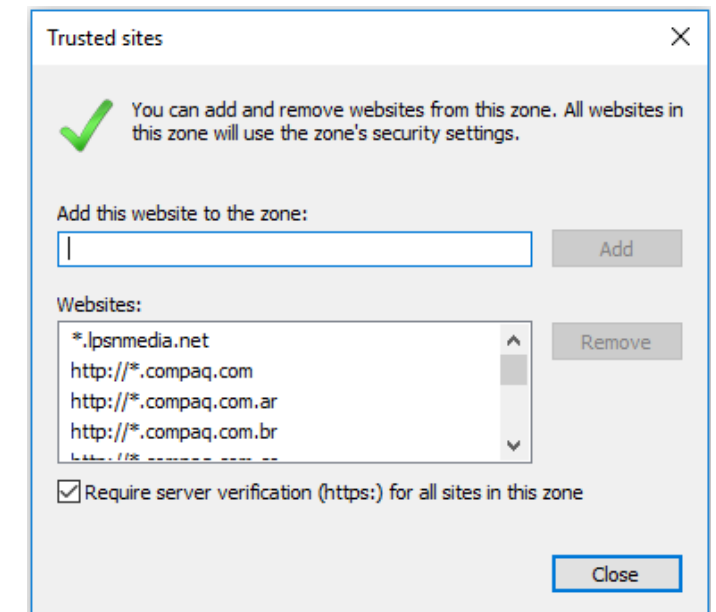 Trusted sites
You can add and remove websites from this zone. All websites in
this zone will use the zone's security settings.
Add this website to the zone:
Add
Websites:
*.lpsnmedia.net
Remove
http://*.compaq.com
http://*.compaq.com.ar
http://*.compaq.com.br
Require server verification (https:) for all sites in this zone
Close